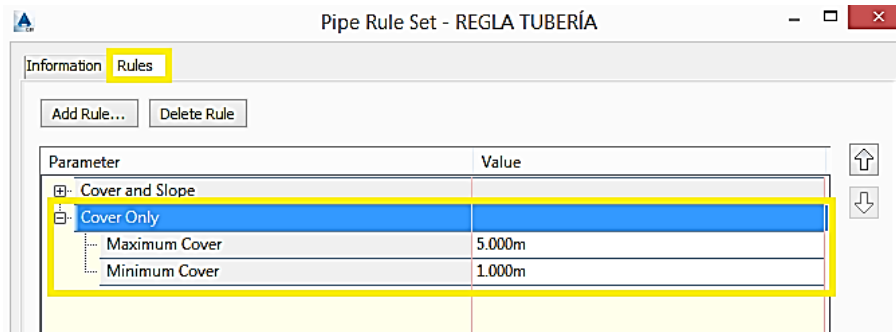 Pipe Rule Set - REGLA TUBERÍA
Information Rules
Add Rule... Delete Rule
Parameter Value
Cover and Slope
Cover Only
Maximum Cover 5.000m
Minimum Cover 1.000m